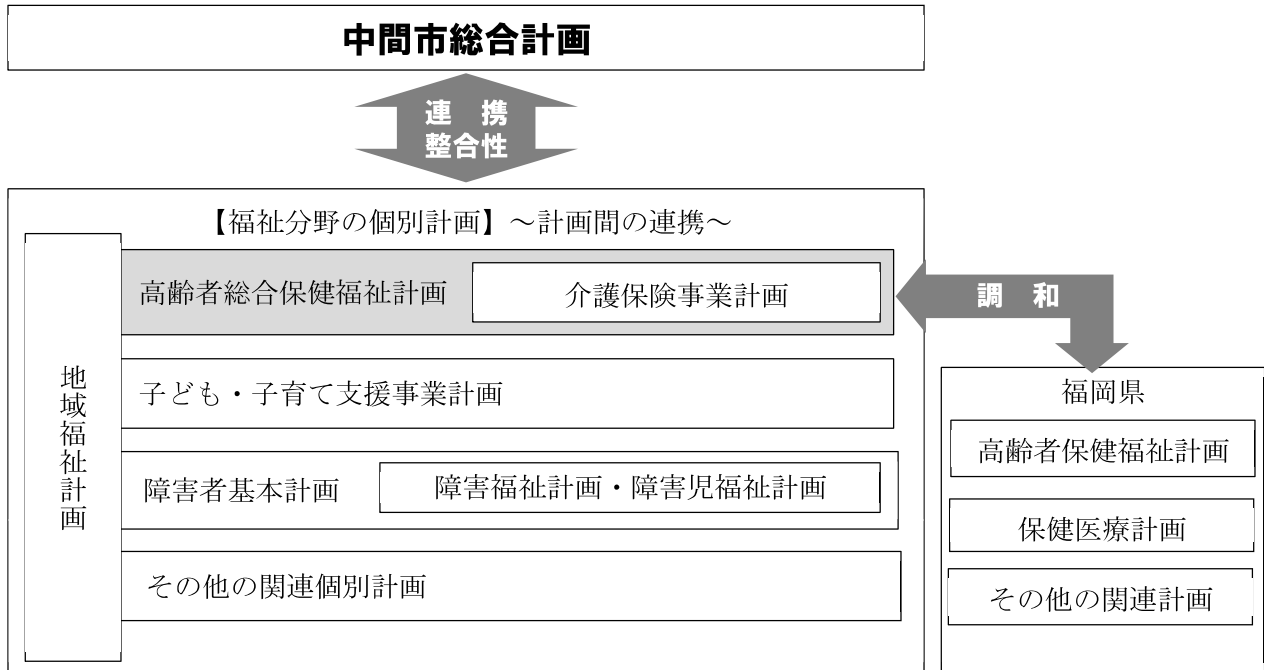 中間市総合計画
連　携
整合性
【福祉分野の個別計画】～計画間の連携～
地域福祉計画
高齢者総合保健福祉計画
介護保険事業計画
子ども・子育て支援事業計画
障害者基本計画
障害福祉計画・障害児福祉計画
その他の関連個別計画
調　和
福岡県
高齢者保健福祉計画
保健医療計画
その他の関連計画